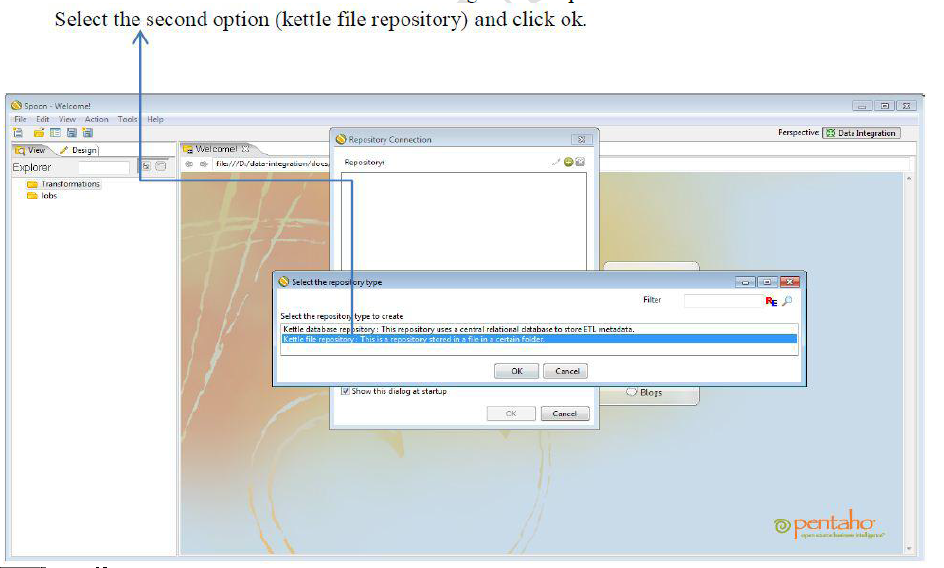 Select the second option (kettle file repository) and click ok.
Spoon - Welcome!
File Edit View Action Tools Help
Perspective: Data Integration
View Design
Welcome!
Explorer
file:///D:/data-integration/docs,
Transformations
Jobs
Repository Connection
Repository:
Select the repository type
Filter
Select the repository type to create
Kettle database repository : This repository uses a central relational database to store ETL metadata.
Kettle file repository : This is a repository stored in a file in a certain folder.
OK Cancel
Show this dialog at startup
Blogs
OK Cancel
pentaho
open source business intelligence